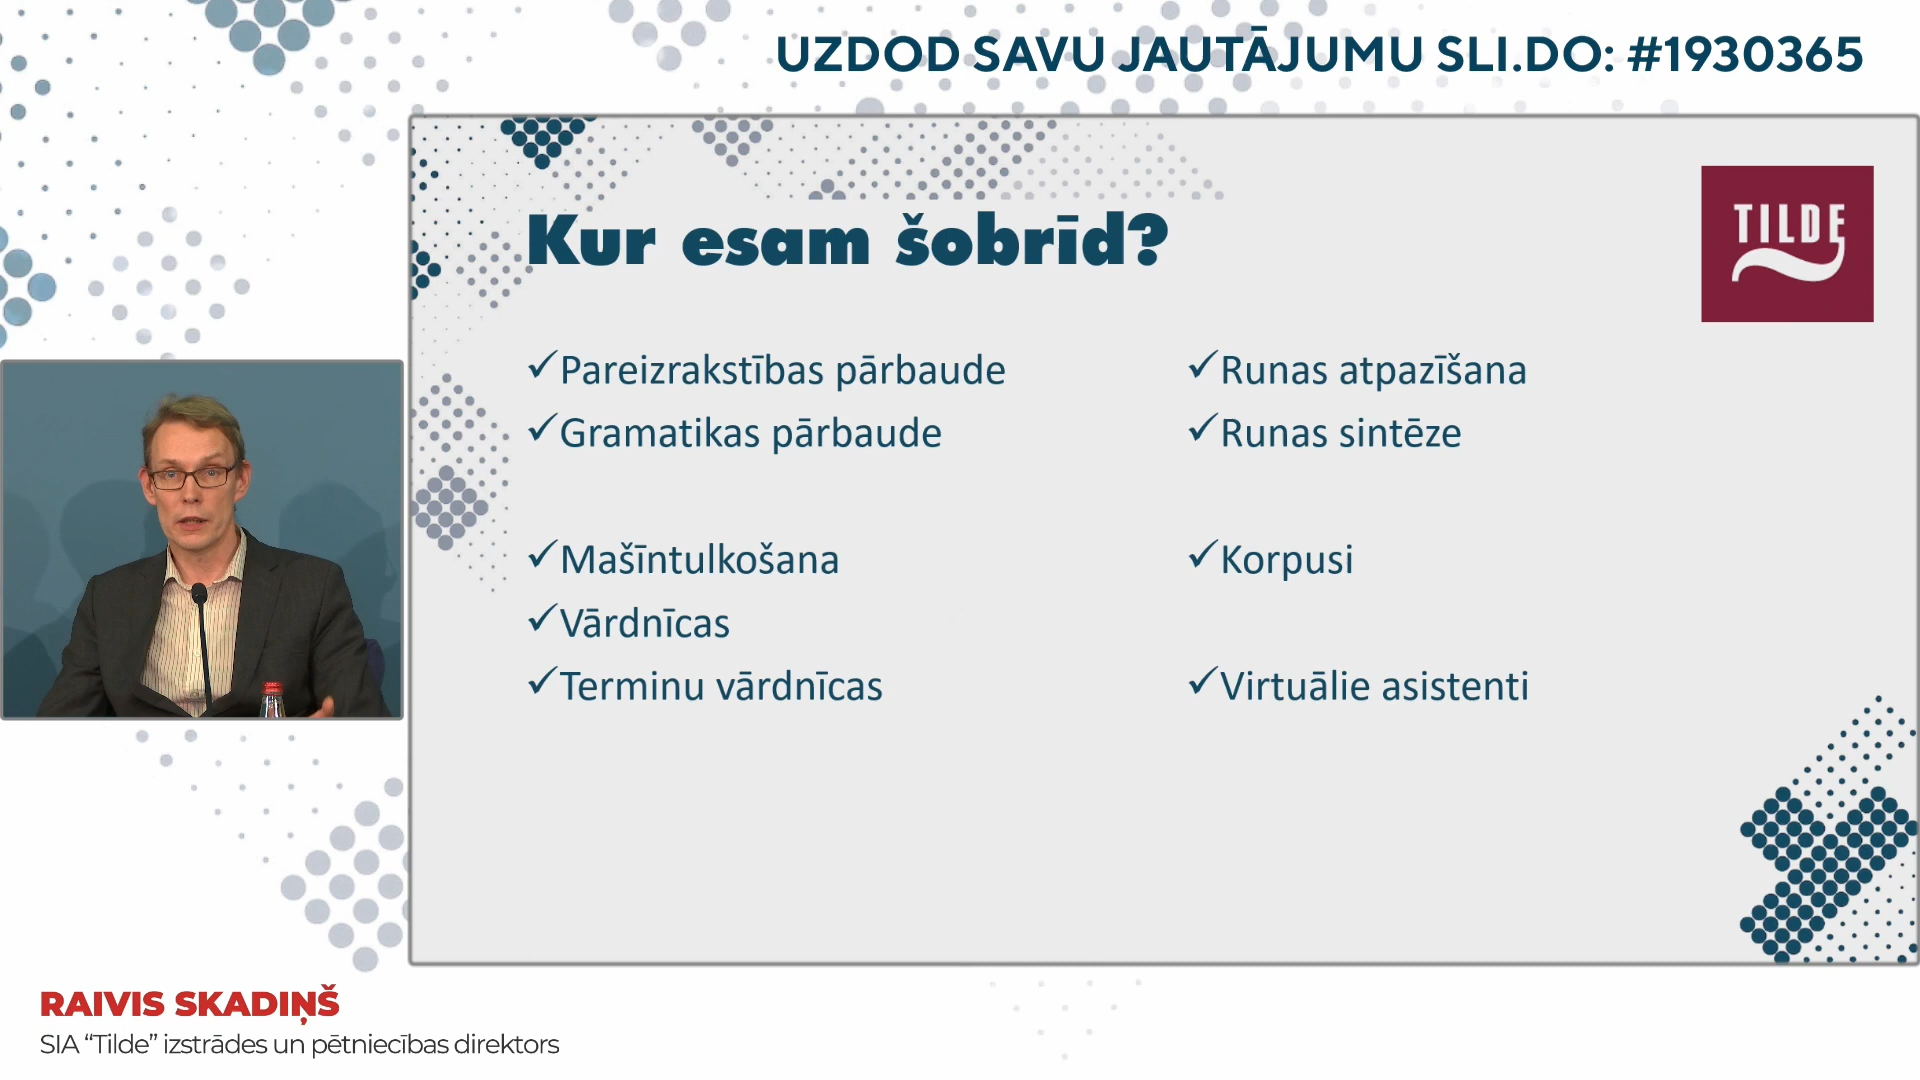 UZDOD SAVU JAUTĀJUMU SLI.DO: #1930365
TILDE
Kur esam šobrīd?
✓Pareizrakstības pārbaude
✓Gramatikas pārbaude
✓Mašīntulkošana
✓Vārdnīcas
✓Terminu vārdnīcas
✓Runas atpazīšana
✓Runas sintēze
✓Korpusi
✓Virtuālie asistenti
RAIVIS SKADIŅŠ
SIA “Tilde” izstrādes un pētniecības direktors